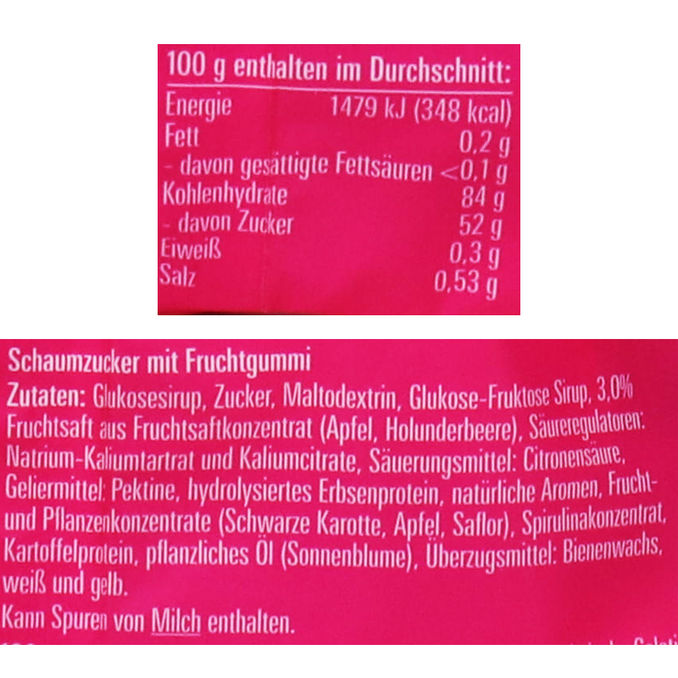 100 g enthalten im Durchschnitt:
Energie 1479 kJ (348 kcal)
Fett 0,2 g
- davon gesättigte Fettsäuren <0,1 g
Kohlenhydrate 84 g
- davon Zucker 52 g
Eiweiß 0,3 g
Salz 0,53 g
Schaumzucker mit Fruchtgummi
Zutaten: Glukosesirup, Zucker, Maltodextrin, Glukose-Fruktose Sirup, 3,0%
Fruchtsaft aus Fruchtsaftkonzentrat (Apfel, Holunderbeere), Säureregulatoren:
Natrium-Kaliumtartrat und Kaliumcitrate, Säuerungsmittel: Citronensäure,
Geliermittel: Pektine, hydrolysiertes Erbsenprotein, natürliche Aromen, Frucht-
und Pflanzenkonzentrate (Schwarze Karotte, Apfel, Saflor), Spirulinakonzentrat,
Kartoffelprotein, pflanzliches Öl (Sonnenblume), Überzugsmittel: Bienenwachs,
weiß und gelb.
Kann Spuren von Milch enthalten.